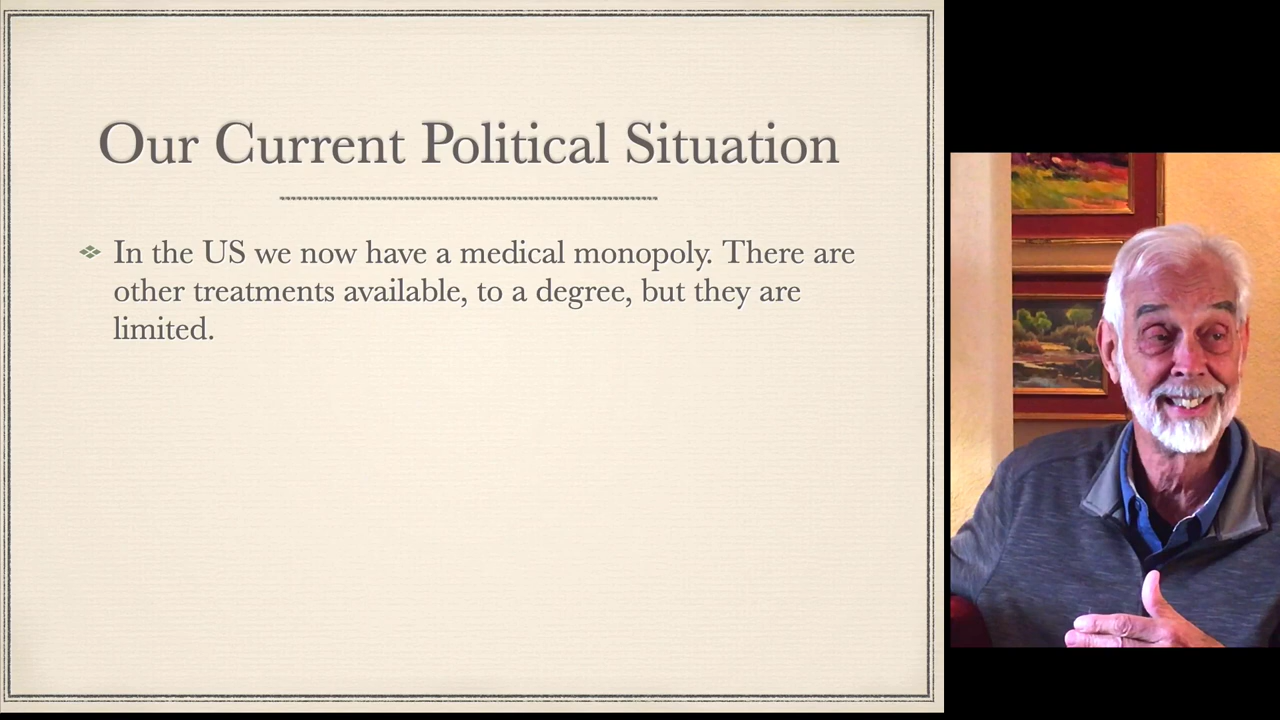 Our Current Political Situation
In the US we now have a medical monopoly. There are
other treatments available, to a degree, but they are
limited.